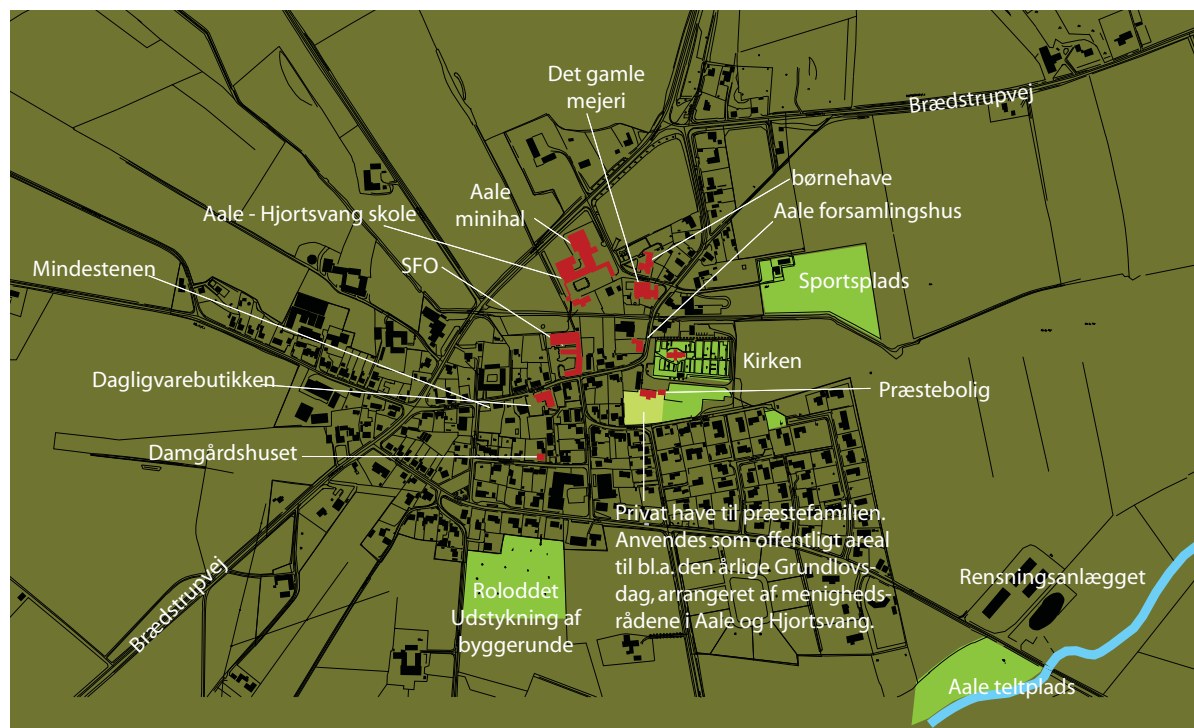 Det gamle
mejeri
Brædstrupvej
børnehave
Aale
minihal
Aale - Hjortsvang skole
Aale forsamlingshus
SFO
Mindestenen
Sportsplads
Kirken
Dagligvarebutikken
Præstebolig
Damgårdshuset
Privat have til præstefamilien.
Anvendes som offentligt areal
til bl.a. den årlige Grundlovs-
dag, arrangeret af menigheds-
rådene i Aale og Hjortsvang.
Rensningsanlægget
Roloddet
Udstykning af
byggerunde
Brædstrupvej
Aale teltplads